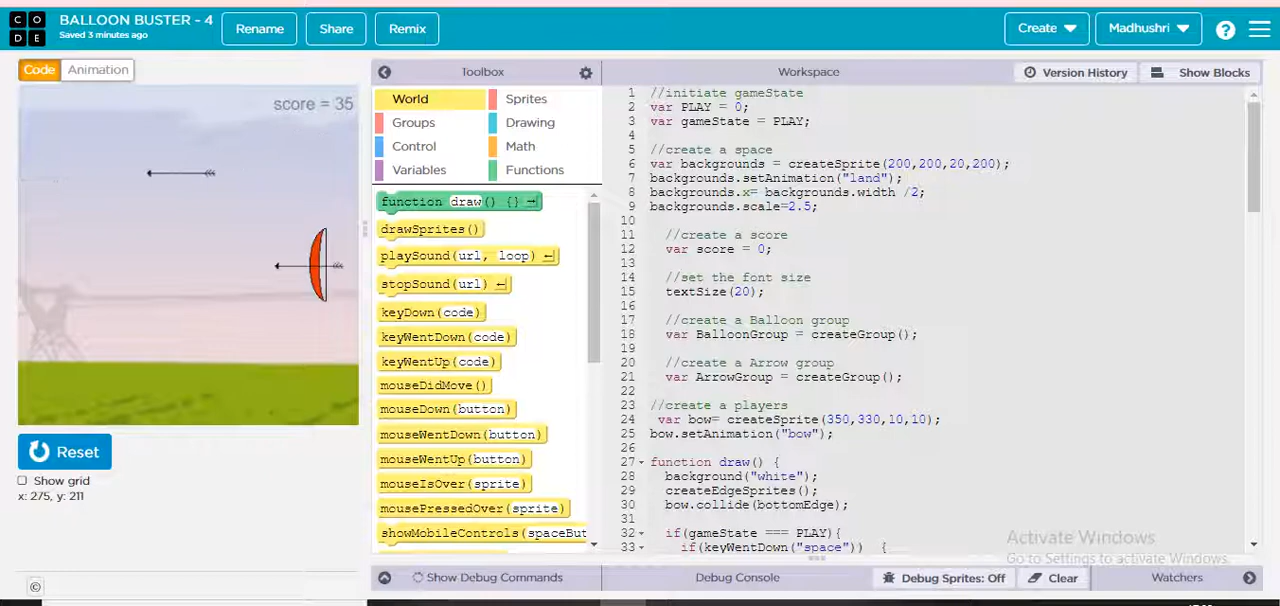 CODE
BALLOON BUSTER - 4
Saved 3 minutes ago
Rename
Share
Remix
Create
Madhushri
?
Code
Animation
score = 35
Reset
Show grid
x: 275, y: 211
©
Toolbox
World
Sprites
Groups
Drawing
Control
Math
Variables
Functions
function draw() {}
drawSprites()
playSound(url, loop)
stopSound(url)
keyDown(code)
keyWentDown(code)
keyWentUp(code)
mouseDidMove()
mouseDown(button)
mouseWentDown(button)
mouseWentUp(button)
mouseIsOver(sprite)
mousePressedOver(sprite)
showMobileControls(spaceBut
Workspace
Version History
Show Blocks
1 //initiate gameState
2 var PLAY = 0;
3 var gameState = PLAY;
4
5 //create a space
6 var backgrounds = createSprite(200,200,20,200);
7 backgrounds.setAnimation("land");
8 backgrounds.x= backgrounds.width /2;
9 backgrounds.scale=2.5;
10
11 //create a score
12 var score = 0;
13
14 //set the font size
15 textSize(20);
16
17 //create a Balloon group
18 var BalloonGroup = createGroup();
19
20 //create a Arrow group
21 var ArrowGroup = createGroup();
22
23 //create a players
24 var bow= createSprite(350,330,10,10);
25 bow.setAnimation("bow");
26
27 function draw() {
28 background("white");
29 createEdgeSprites();
30 bow.collide(bottomEdge);
31
32 if(gameState === PLAY){
33 if(keyWentDown("space")) {
Activate Windows
Go to Settings to activate Windows.
Show Debug Commands
Debug Console
Debug Sprites: Off
Clear
Watchers